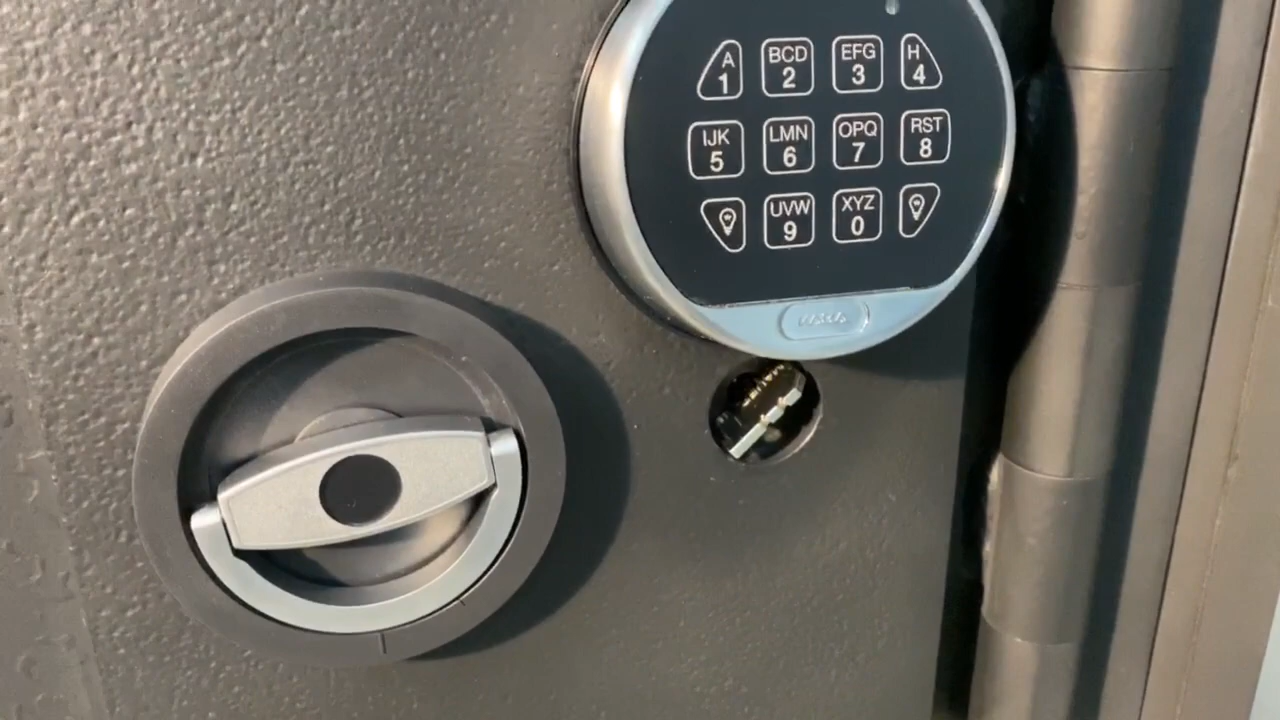 A BCD EFG H
1 2 3 4
IJK LMN OPQ RST
5 6 7 8
UVW XYZ
9 0